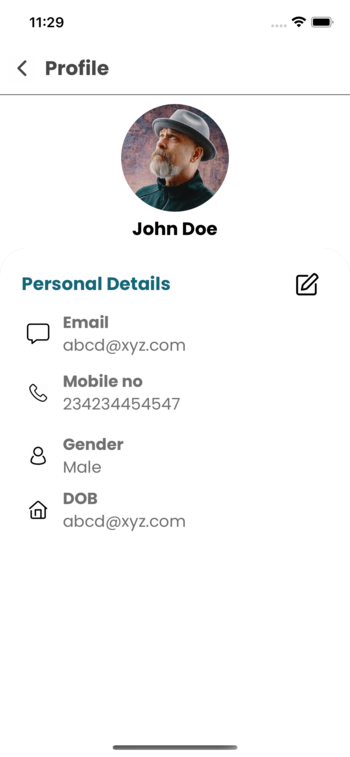 11:29
Profile
John Doe
Personal Details
Email
abcd@xyz.com
Mobile no
234234454547
Gender
Male
DOB
abcd@xyz.com